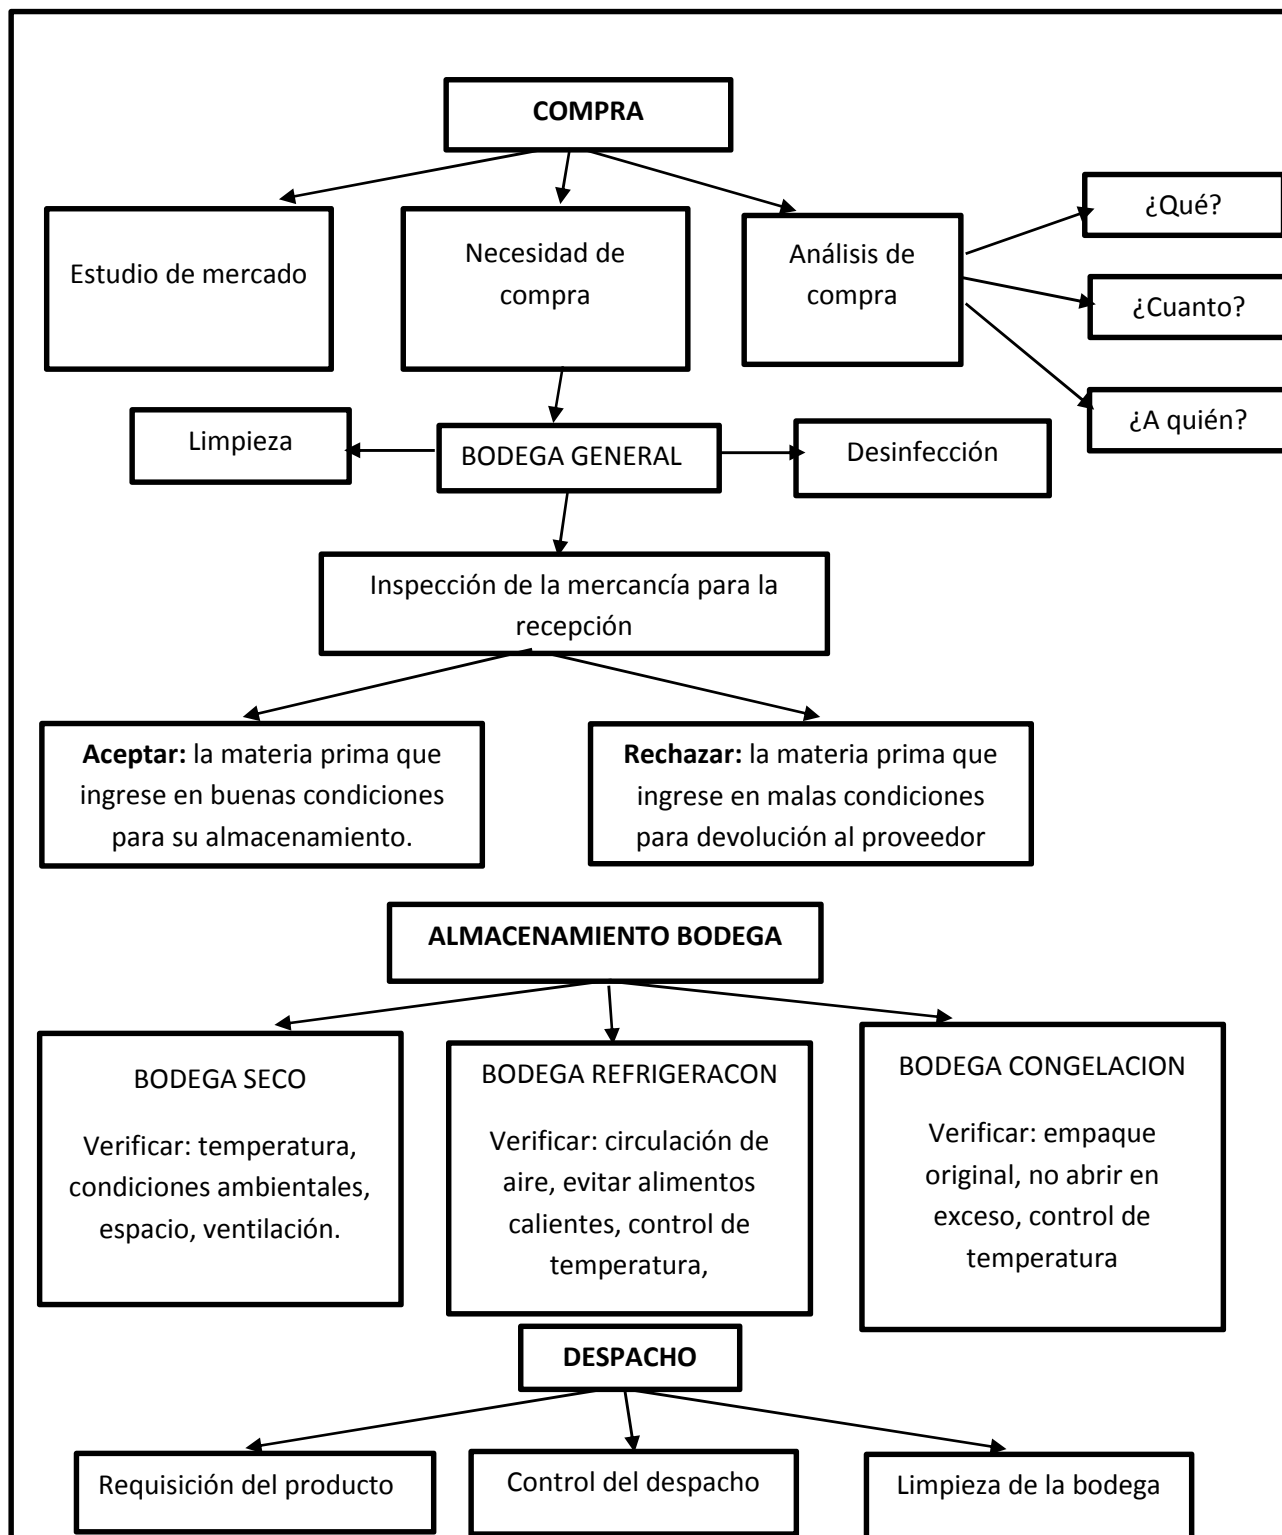 COMPRA
Estudio de mercado
Necesidad de
compra
Análisis de
compra
¿Qué?
¿Cuanto?
¿A quién?
Limpieza
BODEGA GENERAL
Desinfección
Inspección de la mercancía para la
recepción
Aceptar: la materia prima que
ingrese en buenas condiciones
para su almacenamiento.
Rechazar: la materia prima que
ingrese en malas condiciones
para devolución al proveedor
ALMACENAMIENTO BODEGA
BODEGA SECO
Verificar: temperatura,
condiciones ambientales,
espacio, ventilación.
BODEGA REFRIGERACON
Verificar: circulación de
aire, evitar alimentos
calientes, control de
temperatura,
BODEGA CONGELACION
Verificar: empaque
original, no abrir en
exceso, control de
temperatura
DESPACHO
Requisición del producto
Control del despacho
Limpieza de la bodega